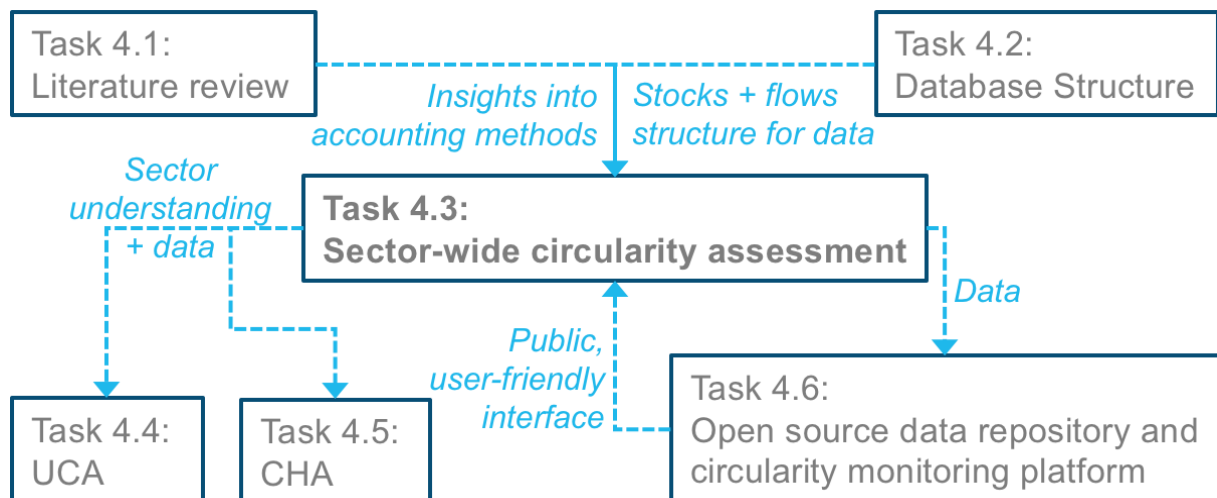 Task 4.1:
Literature review
Task 4.2:
Database Structure
Insights into
accounting methods
Stocks + flows
structure for data
Sector
understanding
+ data
Task 4.3:
Sector-wide circularity assessment
Data
Public,
user-friendly
interface
Task 4.4:
UCA
Task 4.5:
CHA
Task 4.6:
Open source data repository and
circularity monitoring platform